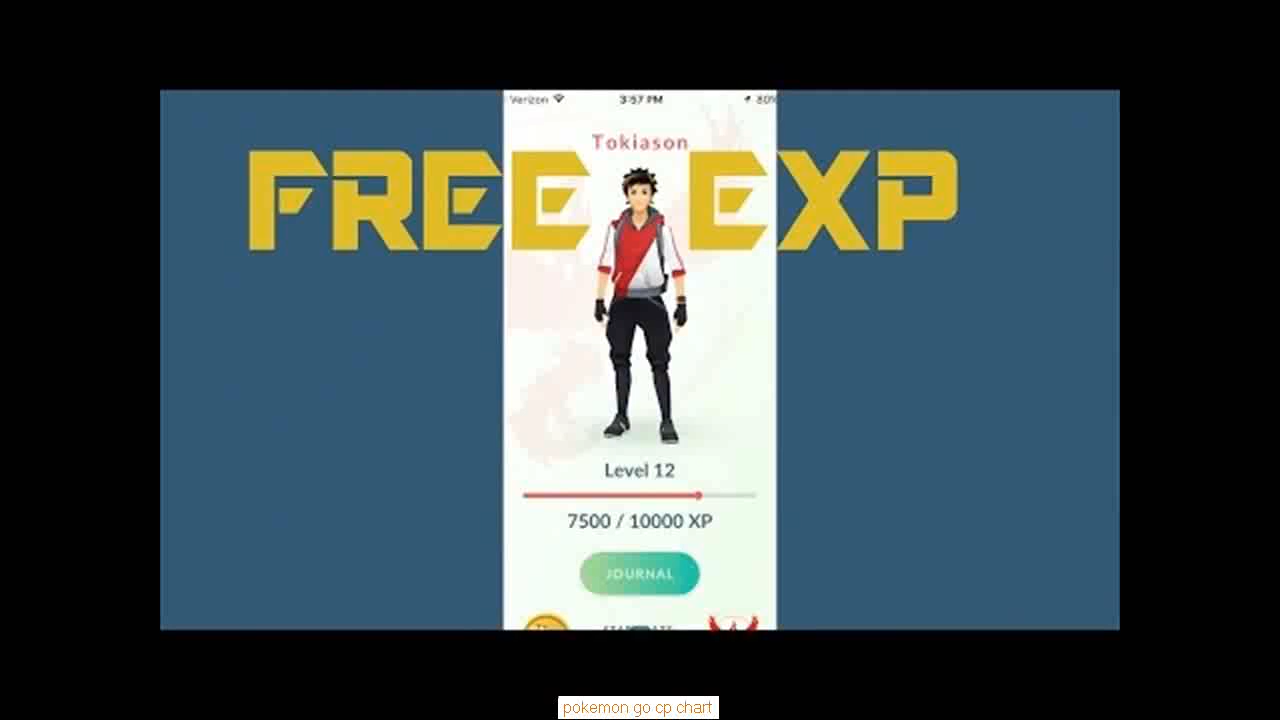 Verizon 3:57 PM 80%
Tokiason
FREE EXP
Level 12
7500 / 10000 XP
JOURNAL
pokemon go cp chart